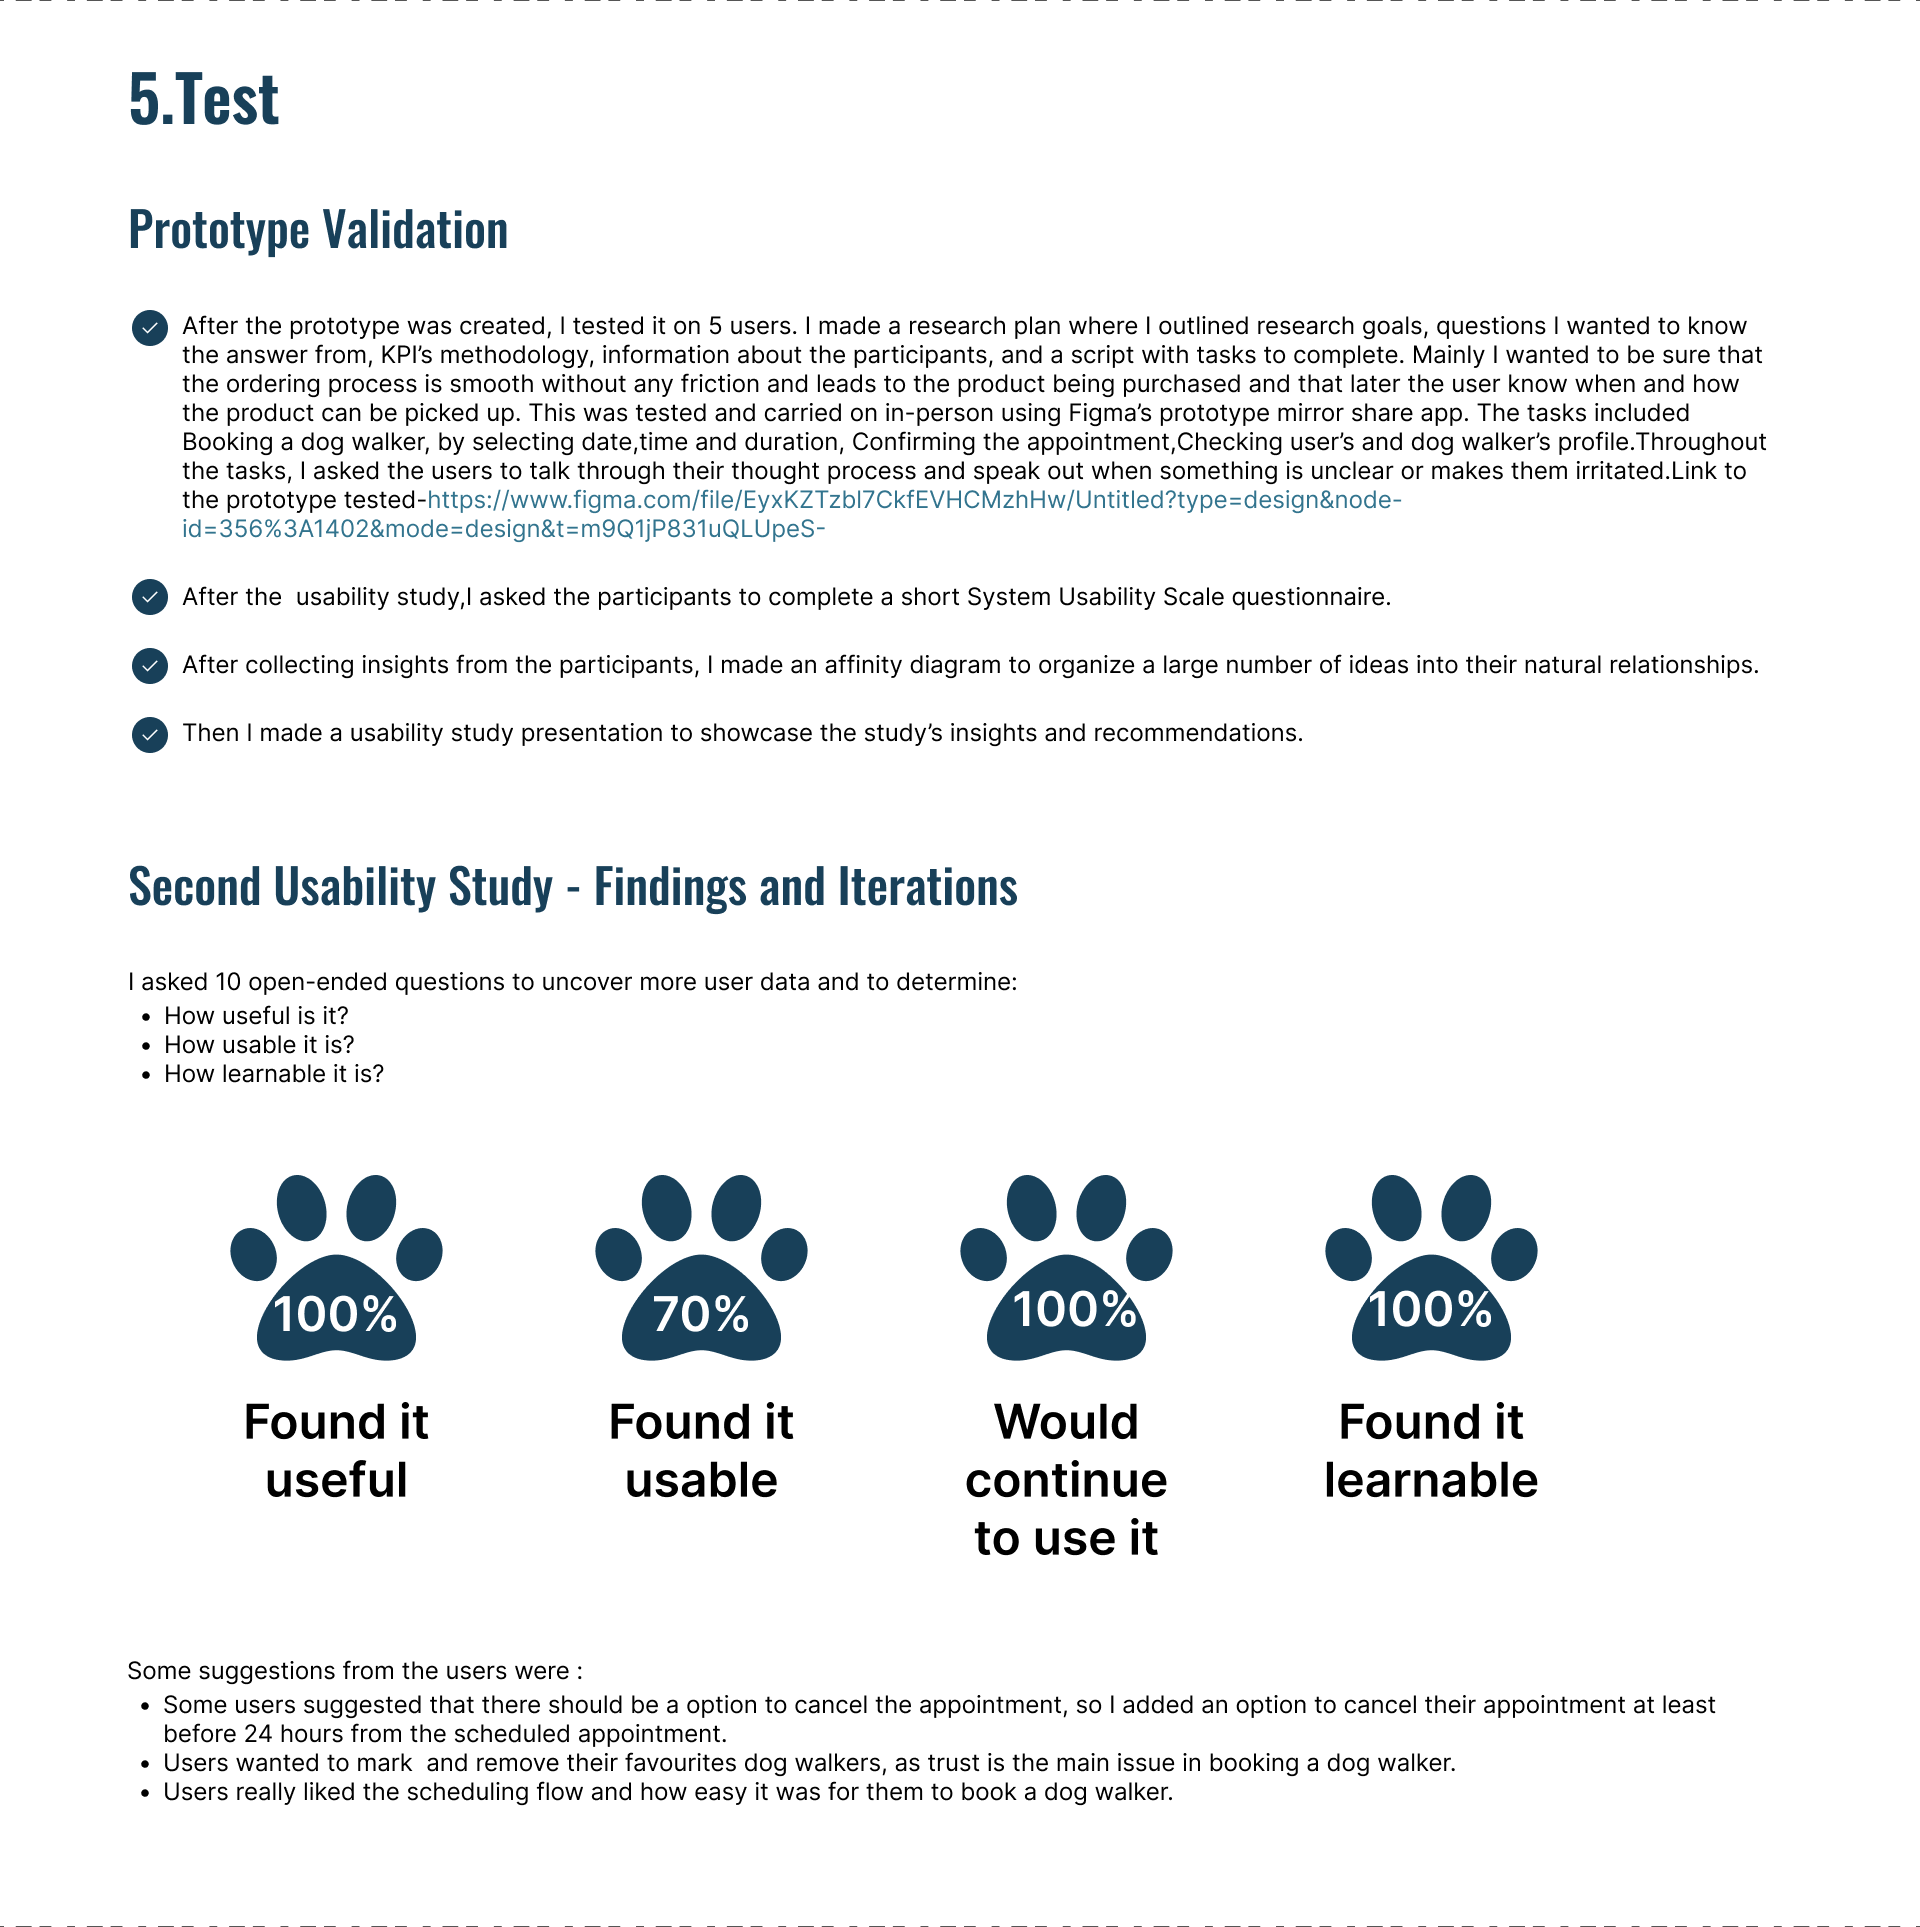 5.Test
Prototype Validation
After the prototype was created, I tested it on 5 users. I made a research plan where I outlined research goals, questions I wanted to know
the answer from, KPI’s methodology, information about the participants, and a script with tasks to complete. Mainly I wanted to be sure that
the ordering process is smooth without any friction and leads to the product being purchased and that later the user know when and how
the product can be picked up. This was tested and carried on in-person using Figma’s prototype mirror share app. The tasks included
Booking a dog walker, by selecting date,time and duration, Confirming the appointment,Checking user’s and dog walker’s profile.Throughout
the tasks, I asked the users to talk through their thought process and speak out when something is unclear or makes them irritated.Link to
the prototype tested-https://www.figma.com/file/EyxKZTzbl7CkfEVHCMzhHw/Untitled?type=design&node-
id=356%3A1402&mode=design&t=m9Q1jP831uQLUpeS-
After the  usability study,I asked the participants to complete a short System Usability Scale questionnaire.
After collecting insights from the participants, I made an affinity diagram to organize a large number of ideas into their natural relationships.
Then I made a usability study presentation to showcase the study’s insights and recommendations.
Second Usability Study - Findings and Iterations
I asked 10 open-ended questions to uncover more user data and to determine:
• How useful is it?
• How usable it is?
• How learnable it is?
100%
Found it
useful
70%
Found it
usable
100%
Would
continue
to use it
100%
Found it
learnable
Some suggestions from the users were :
• Some users suggested that there should be a option to cancel the appointment, so I added an option to cancel their appointment at least
before 24 hours from the scheduled appointment.
• Users wanted to mark  and remove their favourites dog walkers, as trust is the main issue in booking a dog walker.
• Users really liked the scheduling flow and how easy it was for them to book a dog walker.